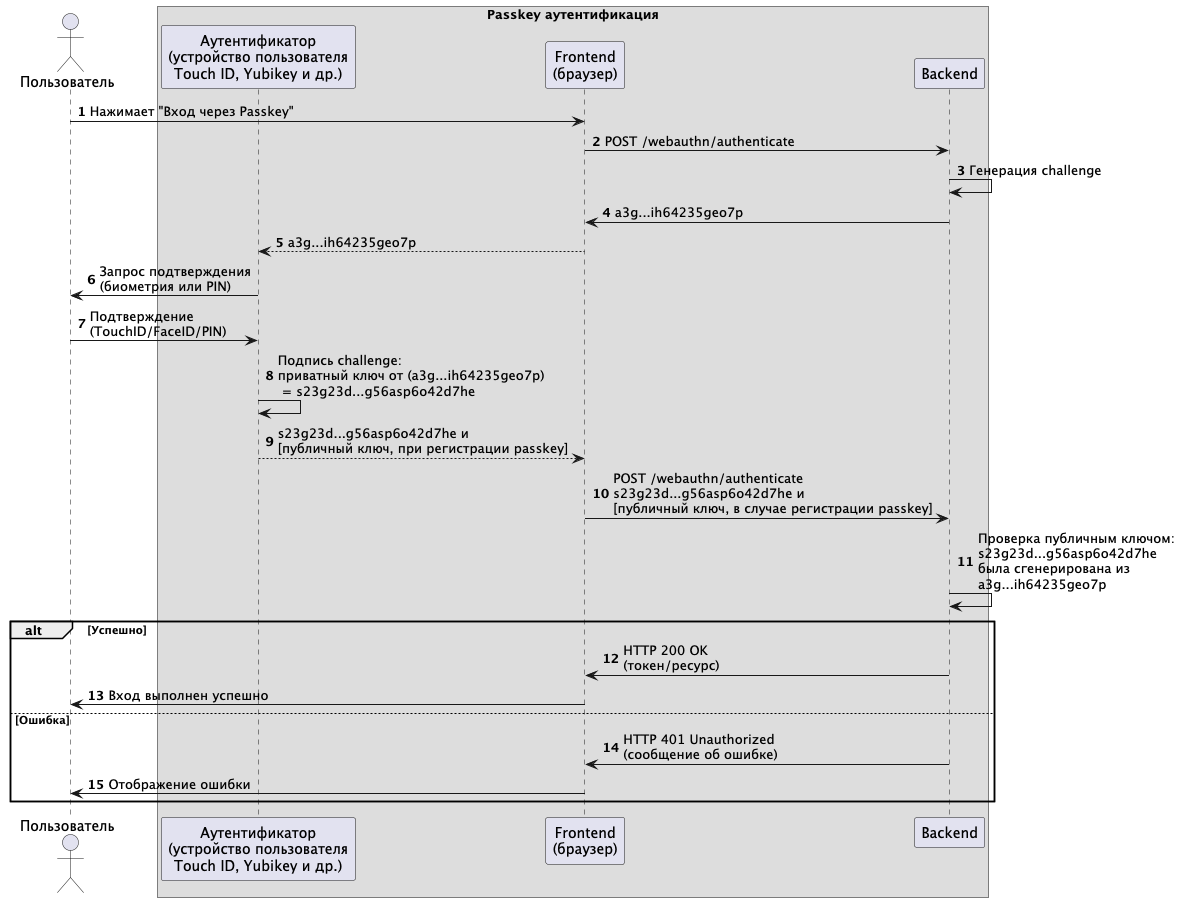 Passkey аутентификация
Пользователь
Аутентификатор
(устройство пользователя
Touch ID, Yubikey и др.)
Frontend
(браузер)
Backend
1 Нажимает "Вход через Passkey"
2 POST /webauthn/authenticate
3 Генерация challenge
4 a3g...ih64235geo7p
5 a3g...ih64235geo7p
6 Запрос подтверждения
(биометрия или PIN)
7 Подтверждение
(TouchID/FaceID/PIN)
Подпись challenge:
8 приватный ключ от (a3g...ih64235geo7p)
= s23g23d...g56asp6o42d7he
9 s23g23d...g56asp6o42d7he и
[публичный ключ, при регистрации passkey]
POST /webauthn/authenticate
10 s23g23d...g56asp6o42d7he и
[публичный ключ, в случае регистрации passkey]
Проверка публичным ключом:
11 s23g23d...g56asp6o42d7he
была сгенерирована из
a3g...ih64235geo7p
alt [Успешно]
12 HTTP 200 OK
(токен/ресурс)
13 Вход выполнен успешно
[Ошибка]
14 HTTP 401 Unauthorized
(сообщение об ошибке)
15 Отображение ошибки
Пользователь
Аутентификатор
(устройство пользователя
Touch ID, Yubikey и др.)
Frontend
(браузер)
Backend